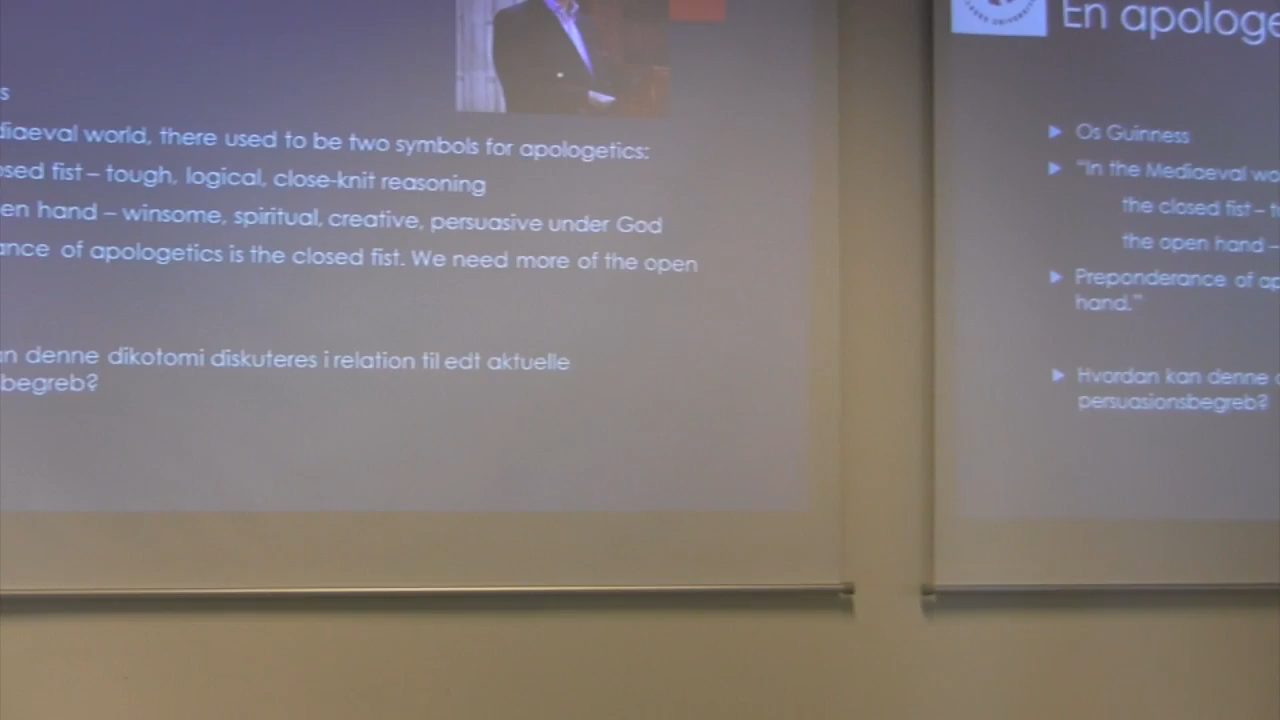 s
diaeval world, there used to be two symbols for apologetics:
osed fist – tough, logical, close-knit reasoning
en hand – winsome, spiritual, creative, persuasive under God
ance of apologetics is the closed fist. We need more of the open
an denne dikotomi diskuteres i relation til edt aktuelle
begreb?
En apologe
Os Guinness
"In the Mediaeval wo
the closed fist – t
the open hand –
Preponderance of ap
hand."
Hvordan kan denne d
persuasionsbegreb?